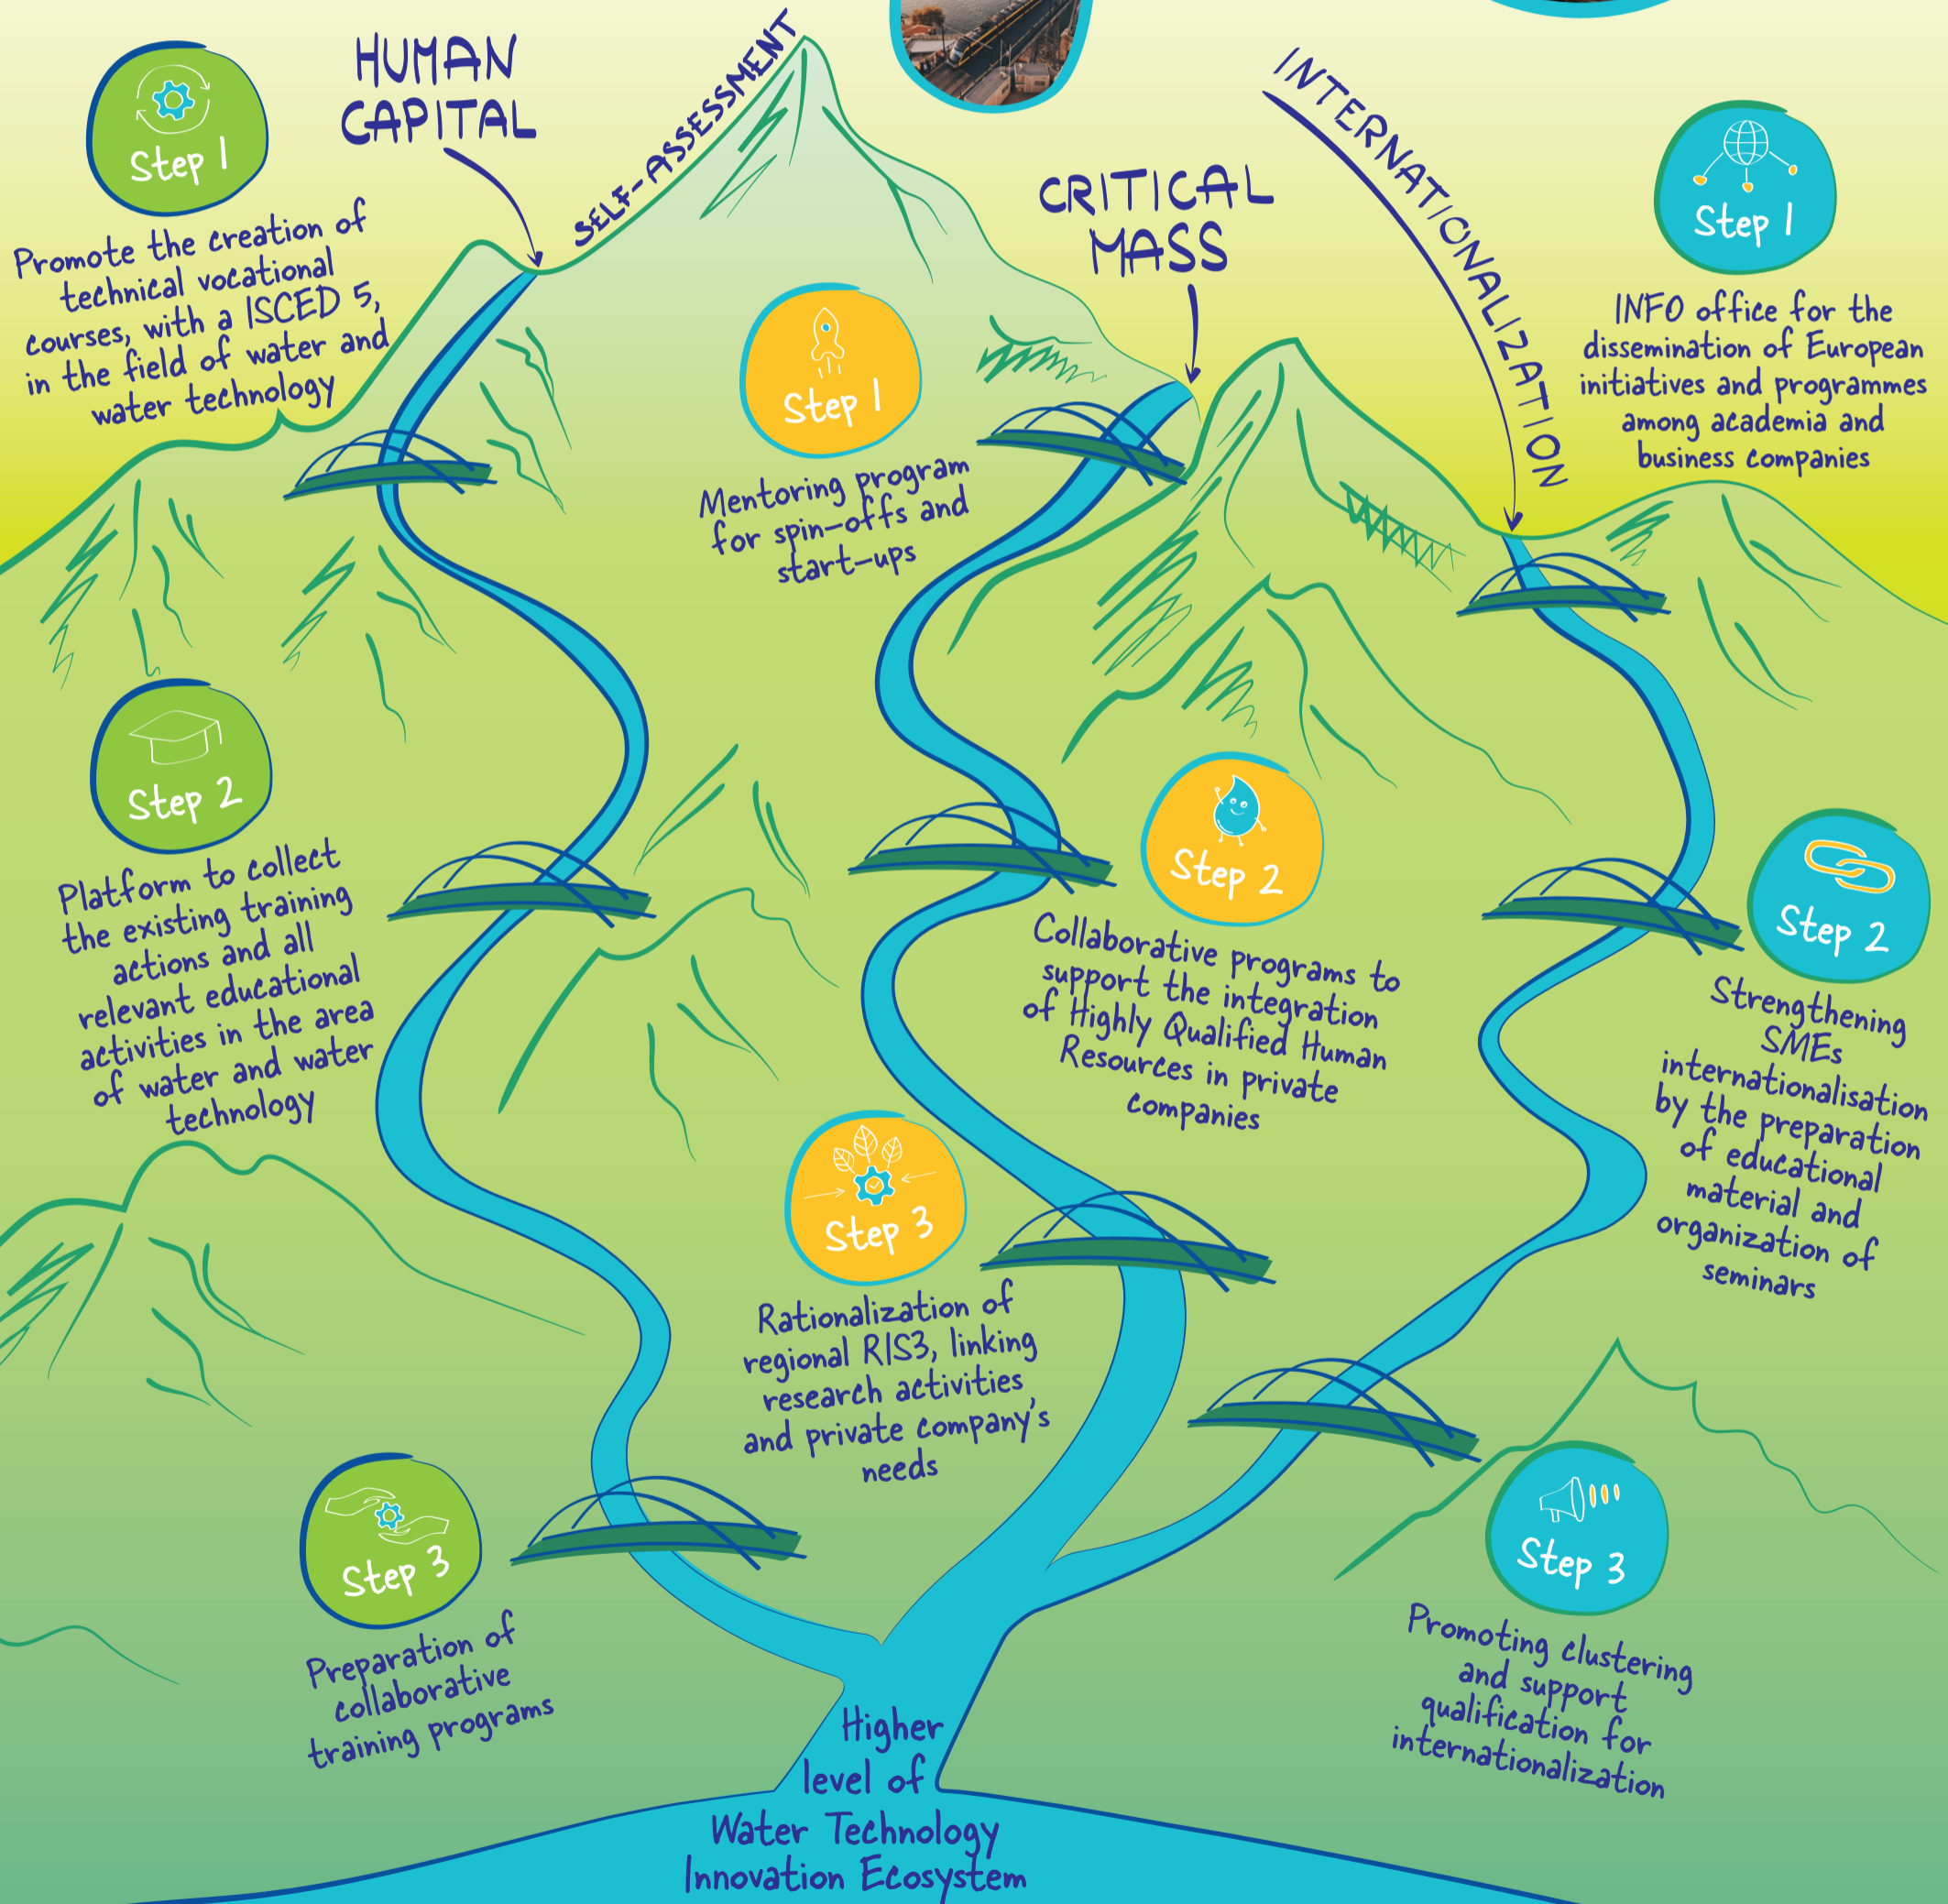 HUMAN
CAPITAL
SELF-ASSESSMENT
CRITICAL
MASS
INTERNATIONALIZATION
Step 1
Promote the creation of
technical vocational
courses, with a ISCED 5,
in the field of water and
water technology
Step 2
Platform to collect
the existing training
actions and all
relevant educational
activities in the area
of water and water
technology
Step 3
Preparation of
collaborative
training programs
Step 1
Mentoring program
for spin-offs and
start-ups
Step 2
Collaborative programs to
support the integration
of Highly Qualified Human
Resources in private
companies
Step 3
Rationalization of
regional RIS3, linking
research activities
and private company's
needs
Step 1
INFO office for the
dissemination of European
initiatives and programmes
among academia and
business companies
Step 2
Strengthening
SMEs
internationalisation
by the preparation
of educational
material and
organization of
seminars
Step 3
Promoting clustering
and support
qualification for
internationalization
Higher
level of
Water Technology
Innovation Ecosystem